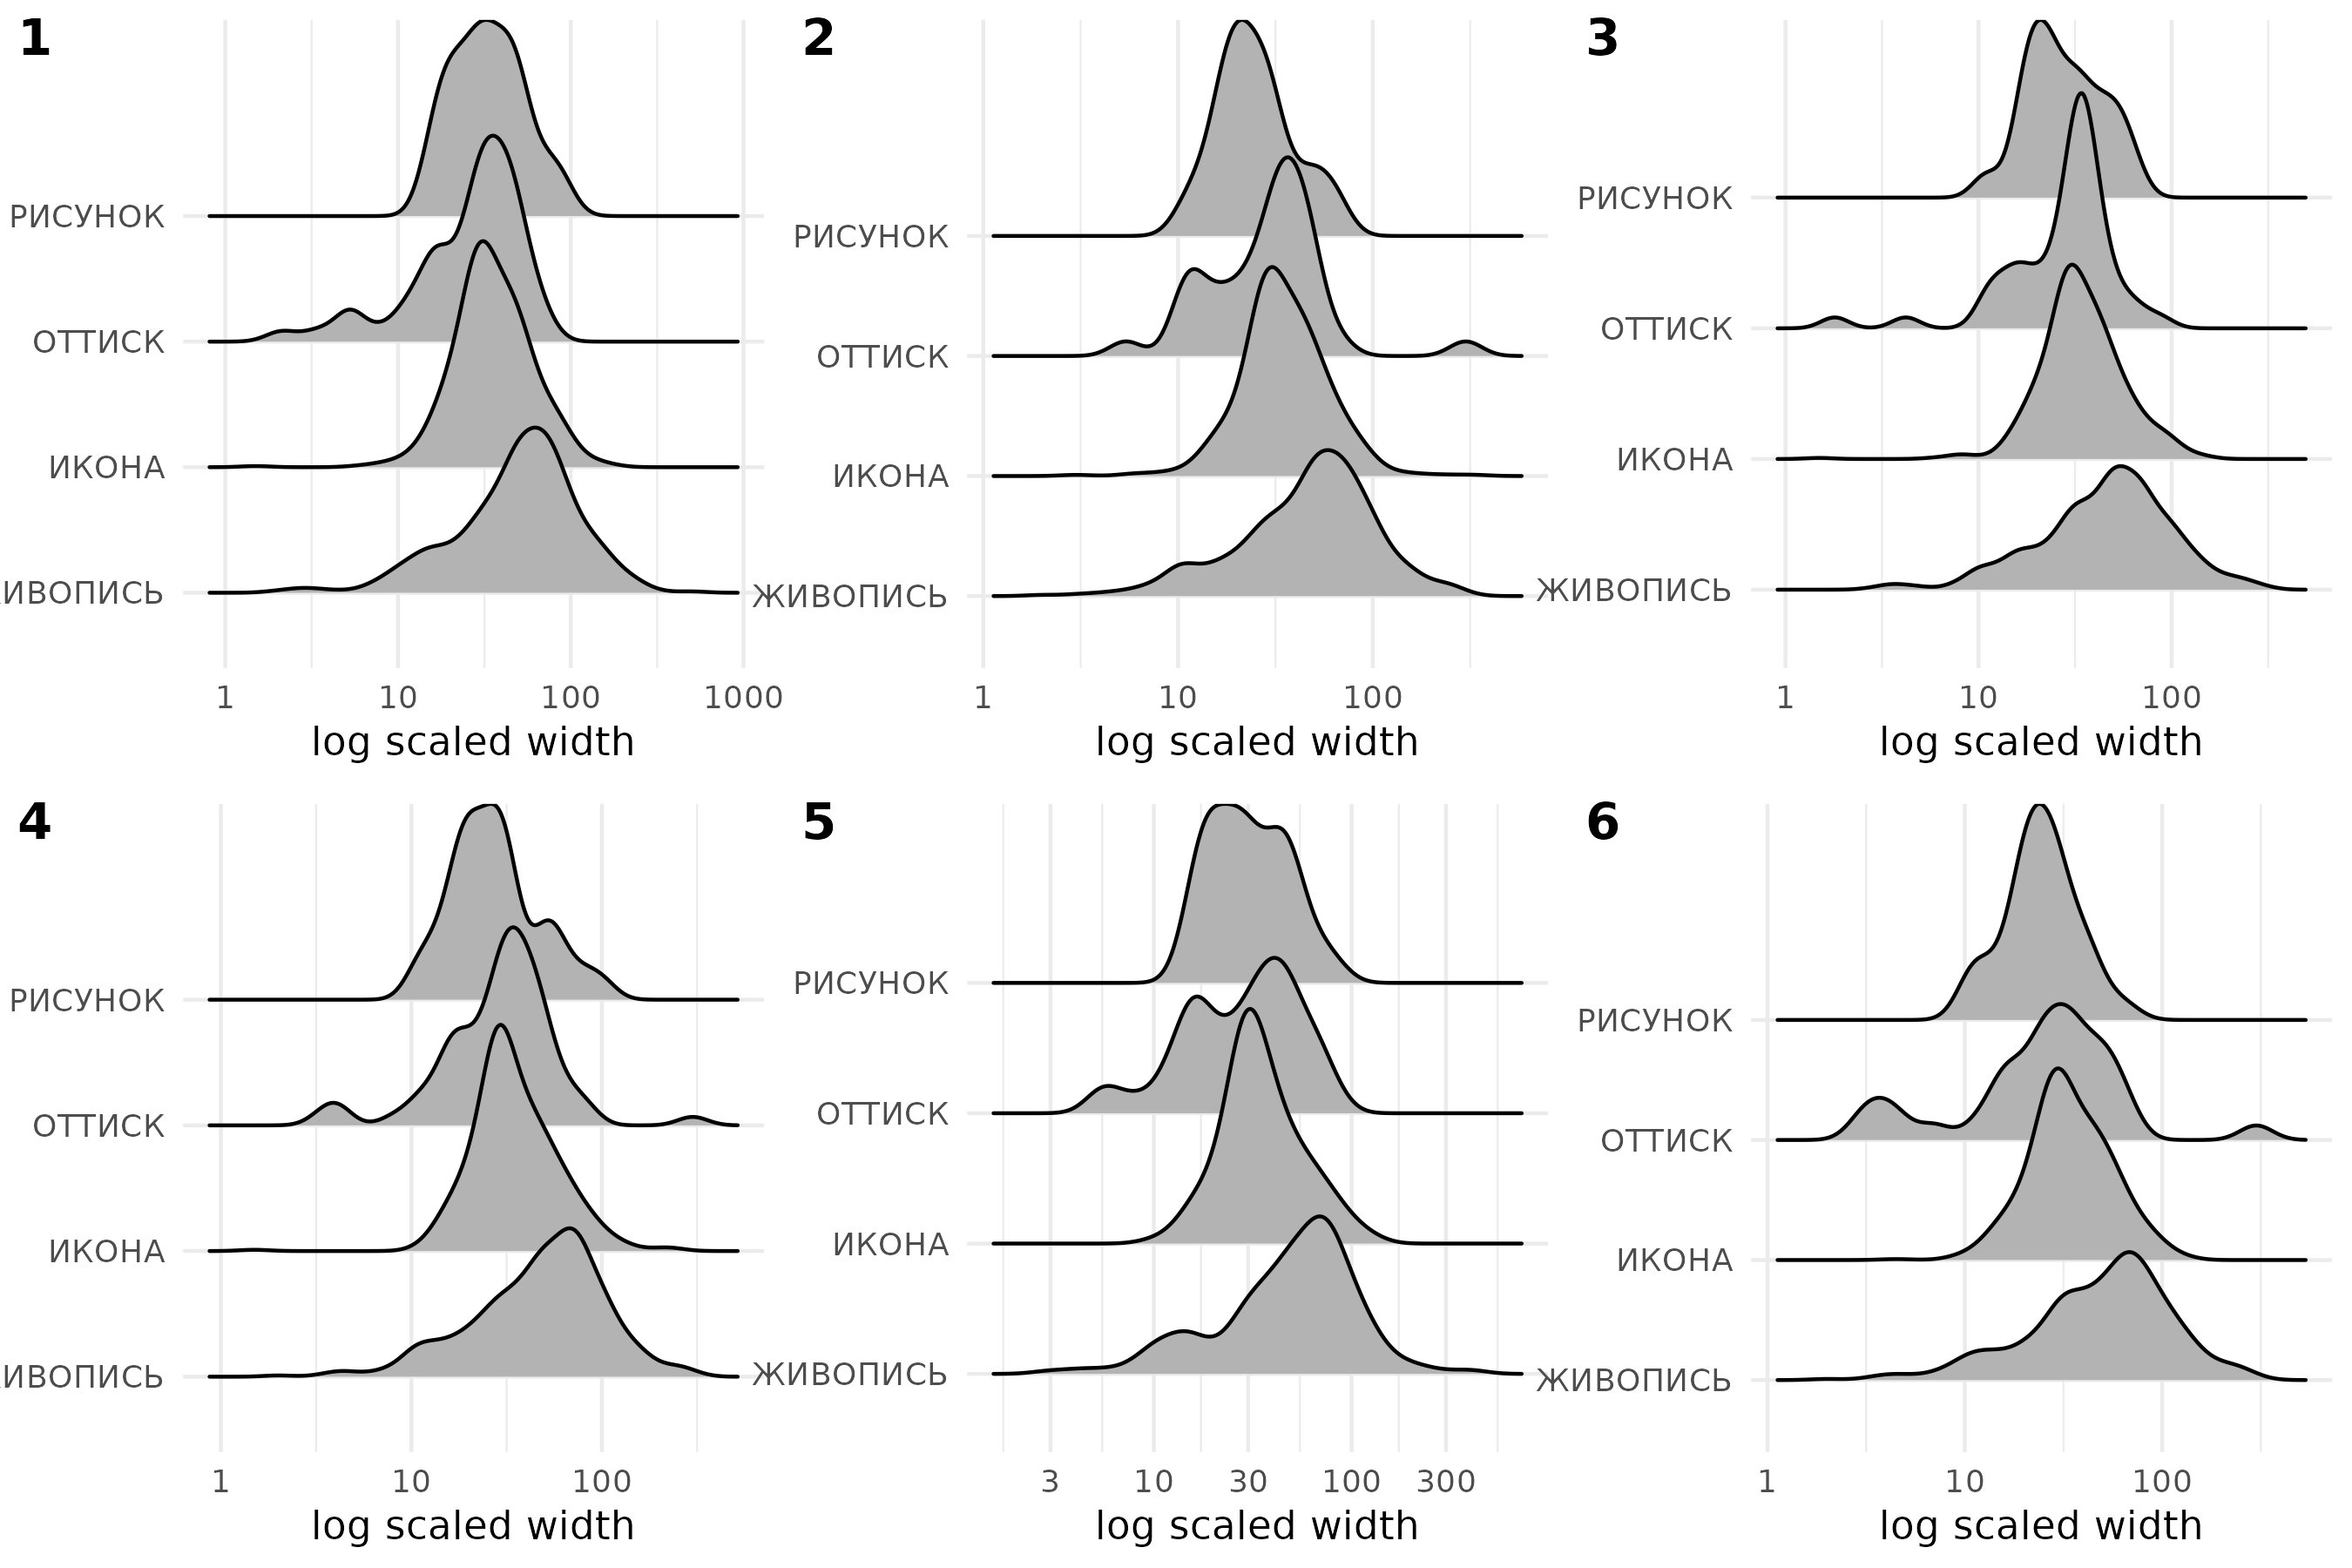 1
РИСУНОК
ОТТИСК
ИКОНА
ИВОПИСЬ
1 10 100 1000
log scaled width
2
РИСУНОК
ОТТИСК
ИКОНА
ЖИВОПИСЬ
1 10 100
log scaled width
3
РИСУНОК
ОТТИСК
ИКОНА
ЖИВОПИСЬ
1 10 100
log scaled width
4
РИСУНОК
ОТТИСК
ИКОНА
ИВОПИСЬ
1 10 100
log scaled width
5
РИСУНОК
ОТТИСК
ИКОНА
ЖИВОПИСЬ
3 10 30 100 300
log scaled width
6
РИСУНОК
ОТТИСК
ИКОНА
ЖИВОПИСЬ
1 10 100
log scaled width